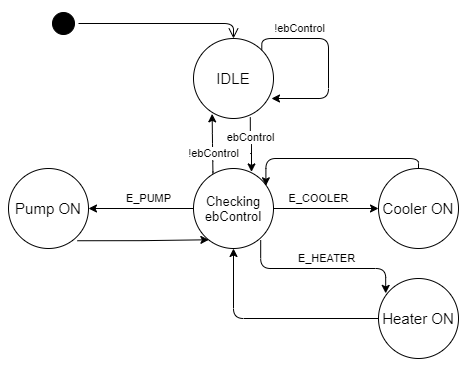 !ebControl
IDLE
ebControl
!ebControl
Pump ON
E_PUMP
Checking
ebControl
E_COOLER
Cooler ON
E_HEATER
Heater ON